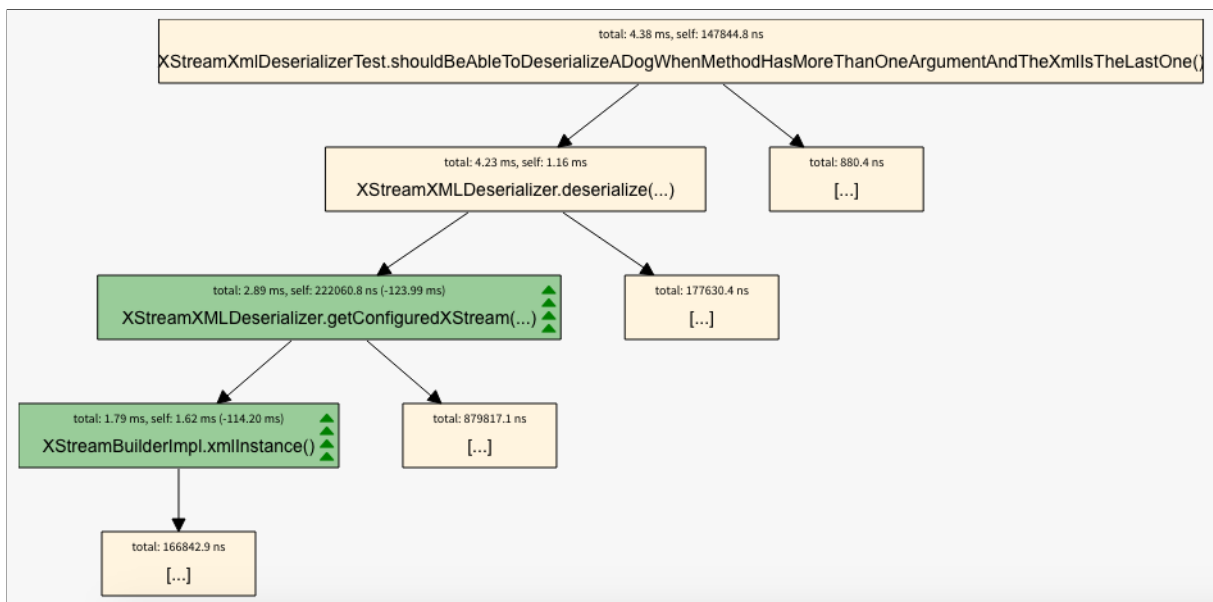 total: 4.38 ms, self: 147844.8 ns
XStreamXmlDeserializerTest.shouldBeAbleToDeserializeADogWhenMethodHasMoreThanOneArgumentAndTheXmlIsTheLastOne()
total: 4.23 ms, self: 1.16 ms
XStreamXMLDeserializer.deserialize(...)
total: 880.4 ns
[...]
total: 2.89 ms, self: 222060.8 ns (-123.99 ms)
XStreamXMLDeserializer.getConfiguredXStream(...)
total: 177630.4 ns
[...]
total: 1.79 ms, self: 1.62 ms (-114.20 ms)
XStreamBuilderImpl.xmlInstance()
total: 879817.1 ns
[...]
total: 166842.9 ns
[...]